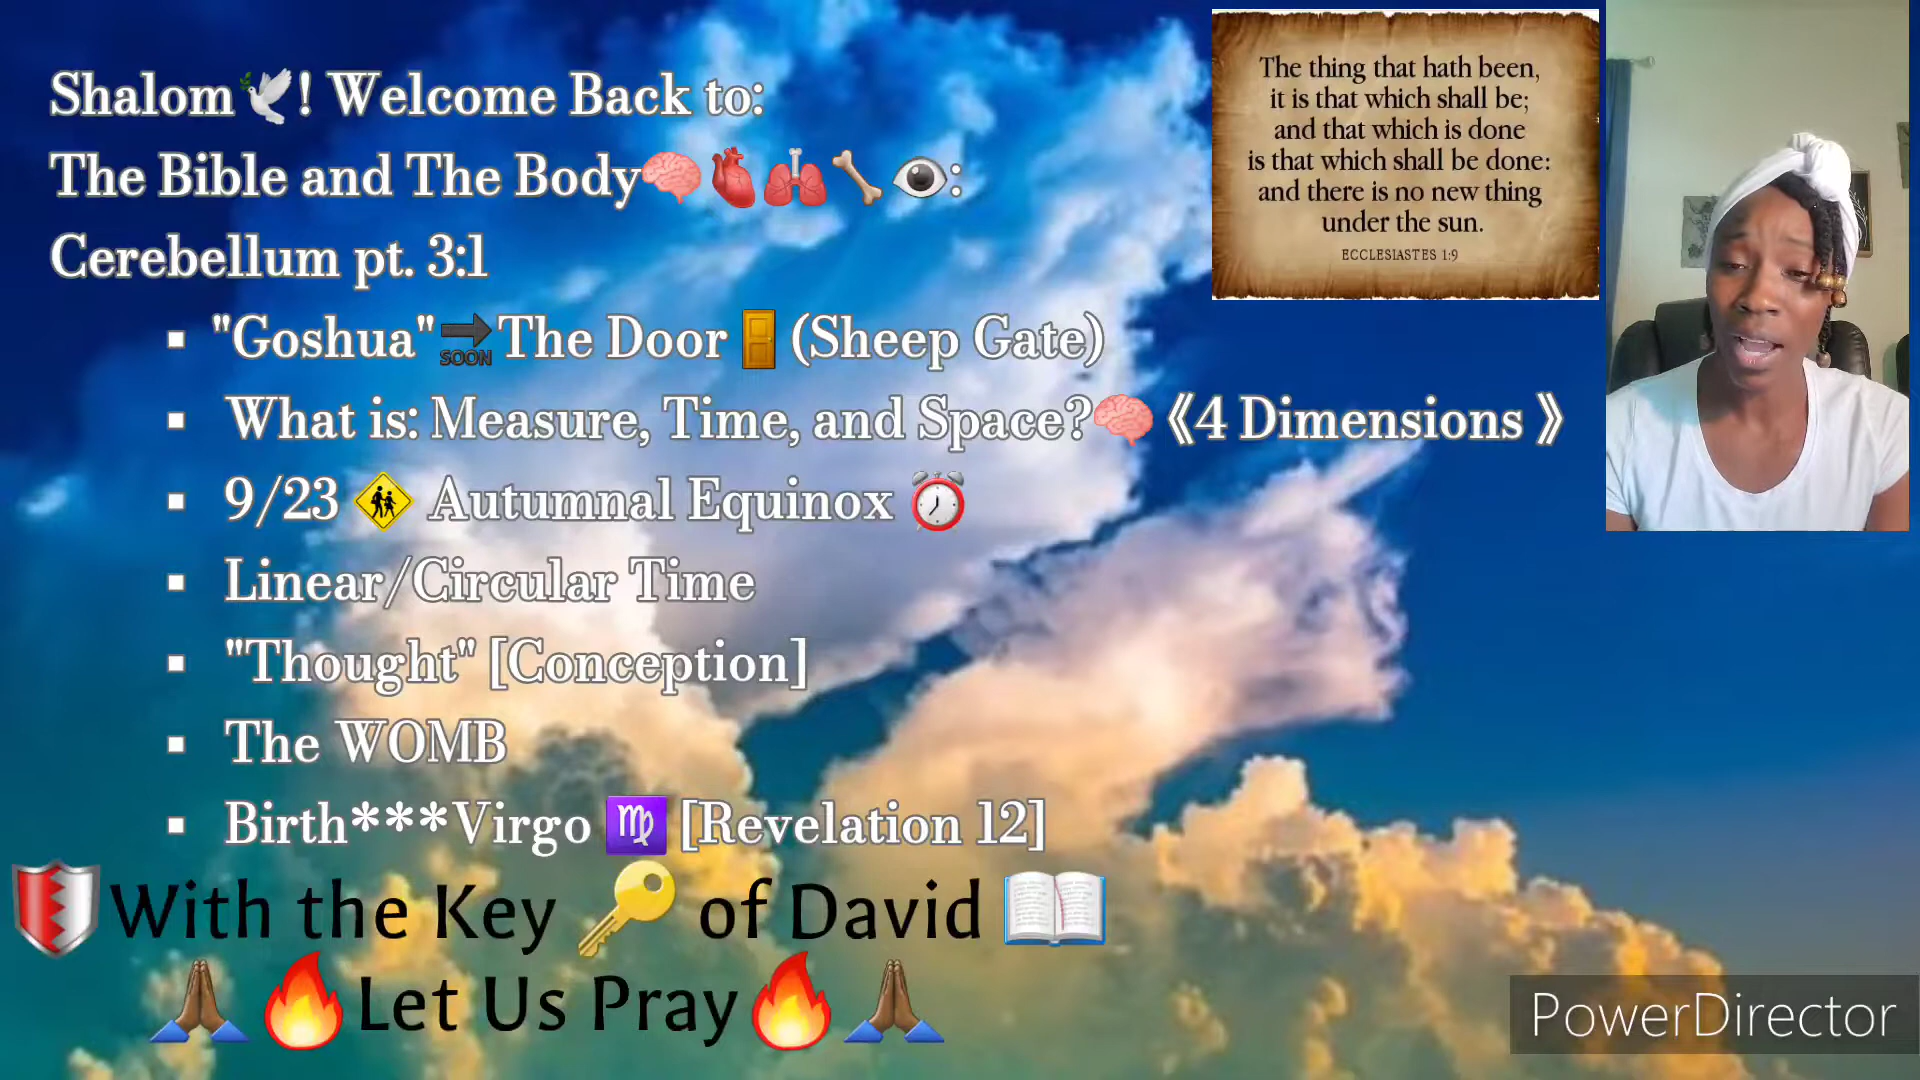 Shalom🕊️! Welcome Back to:
The Bible and The Body🧠🫀🫁🦴👁️:
Cerebellum pt. 3:1
▪ "Goshua"🔜The Door🚪(Sheep Gate)
▪ What is: Measure, Time, and Space?🧠《4 Dimensions 》
▪ 9/23 🚸 Autumnal Equinox ⏰
▪ Linear/Circular Time
▪ "Thought" [Conception]
▪ The WOMB
▪ Birth***Virgo ♍ [Revelation 12]
With the Key 🔑 of David 📖
🙏🏾🔥Let Us Pray🔥🙏🏾
The thing that hath been,
it is that which shall be;
and that which is done
is that which shall be done:
and there is no new thing
under the sun.
ECCLESIASTES 1:9
PowerDirector